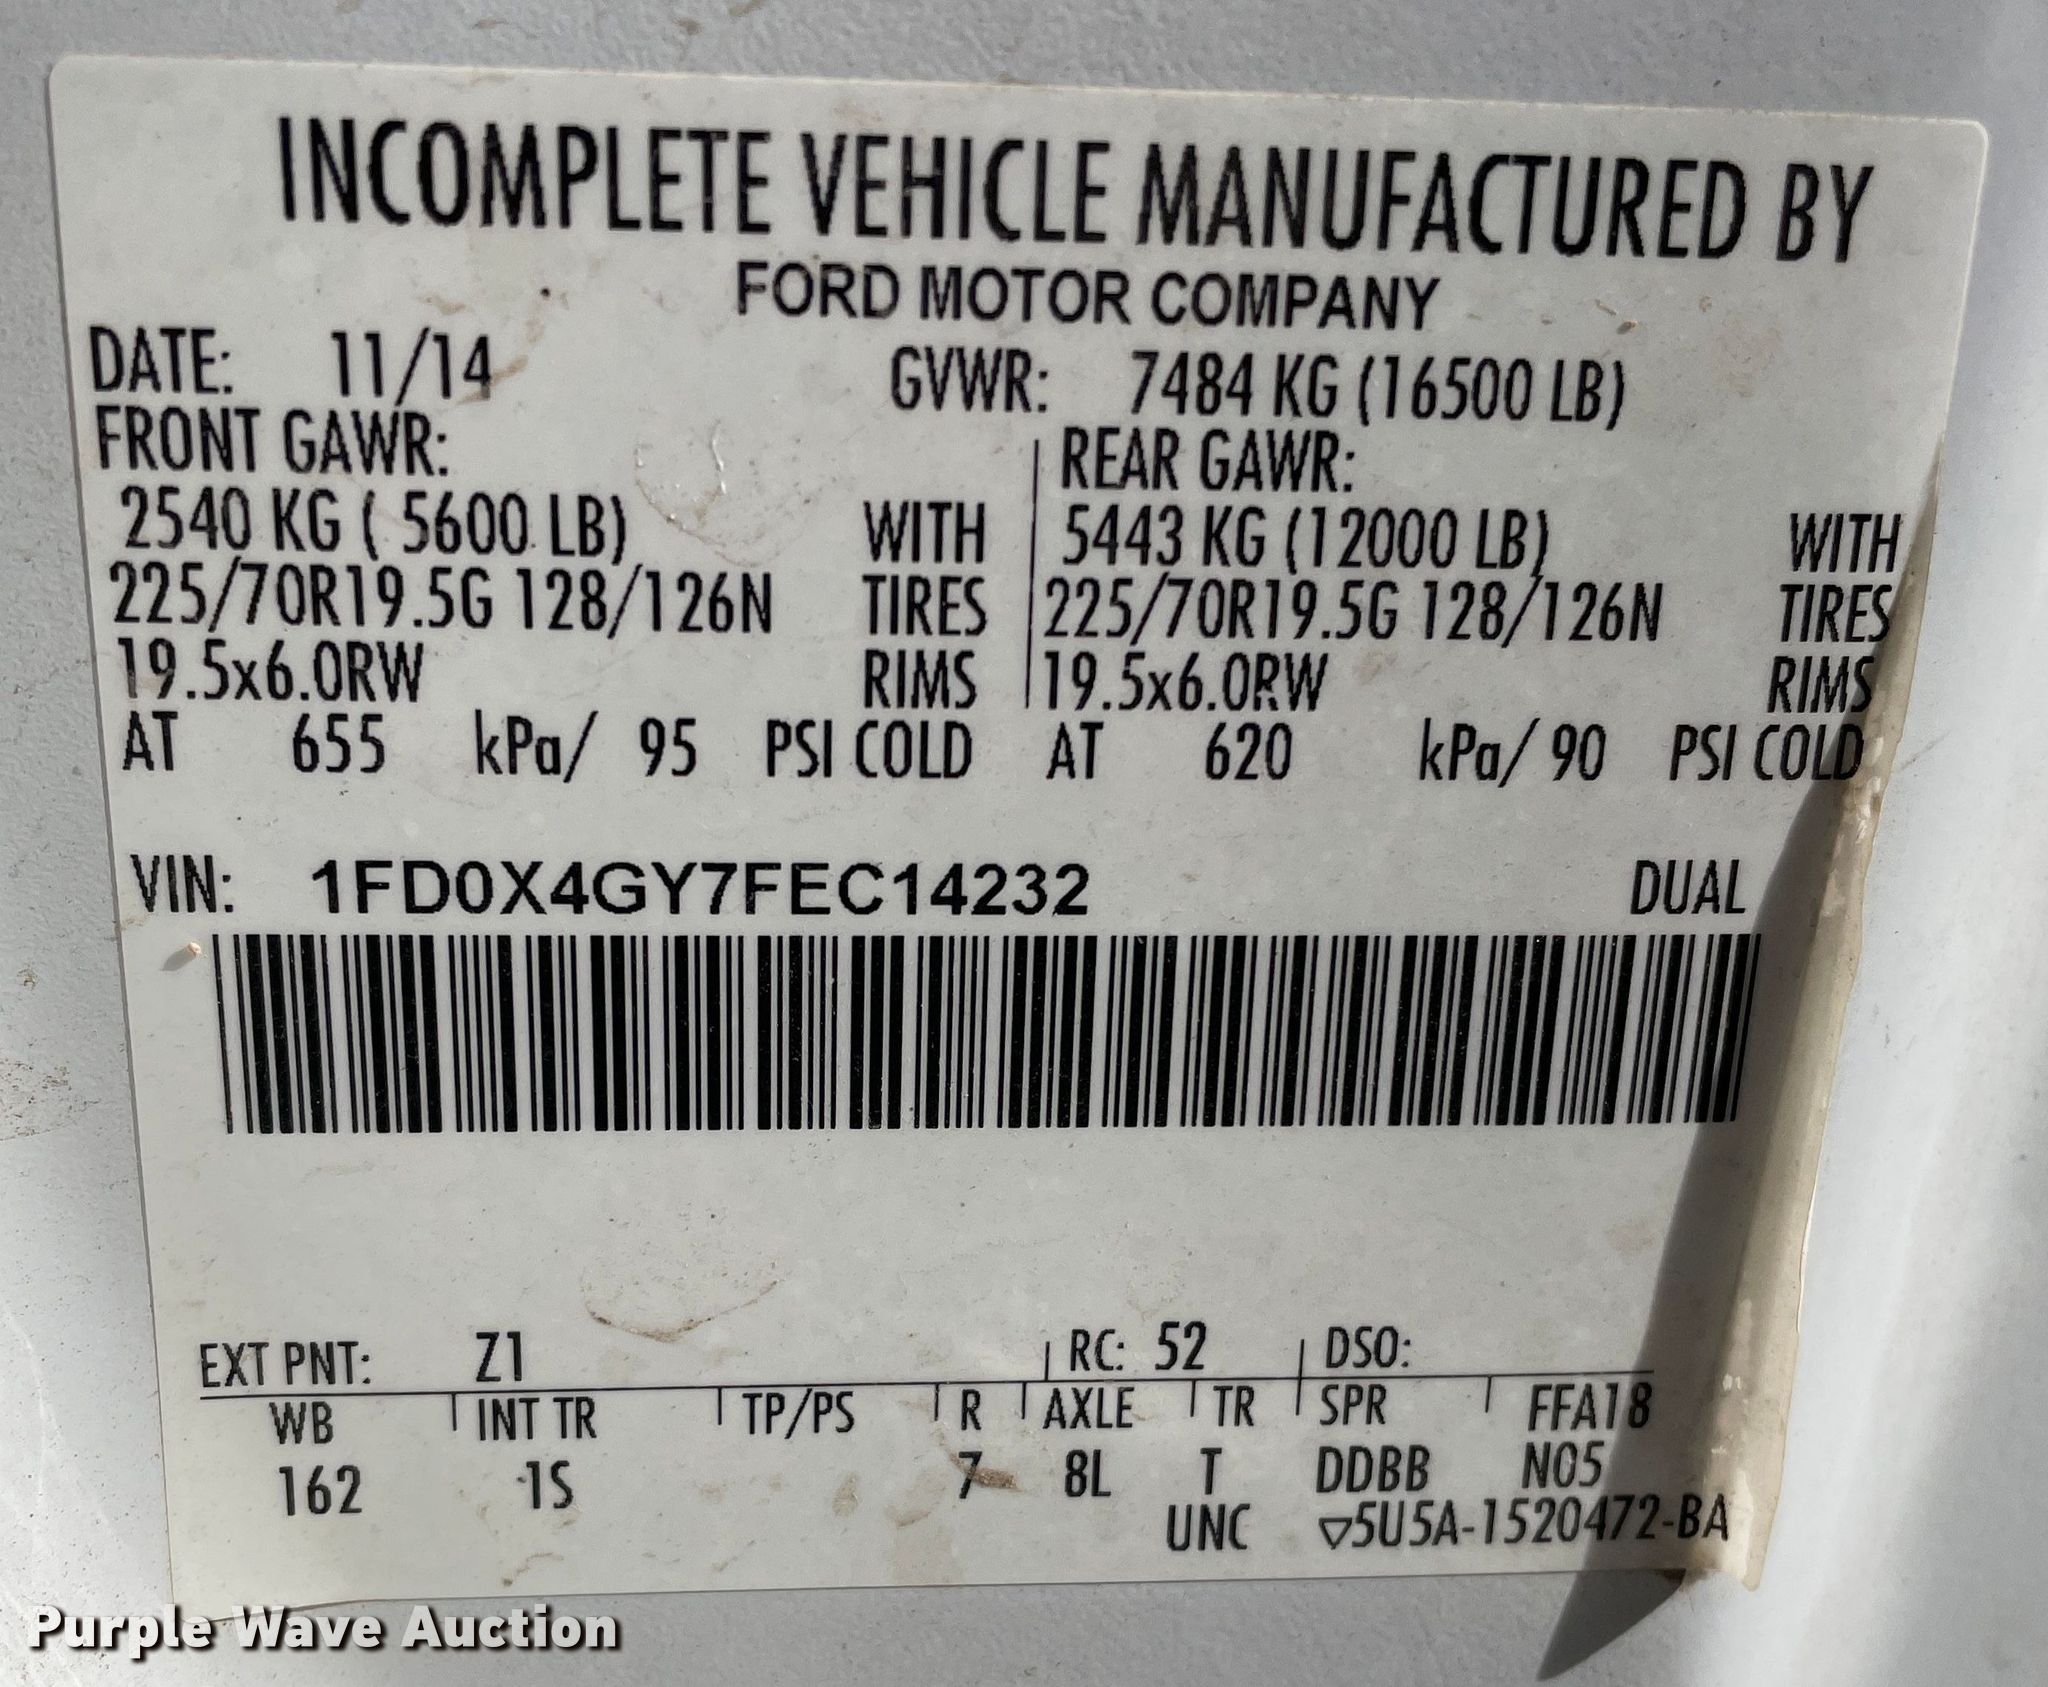 INCOMPLETE VEHICLE MANUFACTURED BY
FORD MOTOR COMPANY
DATE: 11/14 GVWR: 7484 KG (16500 LB)
FRONT GAWR: REAR GAWR:
2540 KG ( 5600 LB) WITH 5443 KG (12000 LB) WITH
225/70R19.5G 128/126N TIRES 225/70R19.5G 128/126N TIRES
19.5x6.0RW RIMS 19.5x6.0RW RIMS
AT 655 kPa/ 95 PSI COLD AT 620 kPa/ 90 PSI COLD
VIN: 1FD0X4GY7FEC14232 DUAL
EXT PNT: Z1 RC: 52 DSO:
WB INT TR TP/PS R AXLE TR SPR FFA18
162 1S 7 8L T DDBB N05
UNC ▽5U5A-1520472-BA
Purple Wave Auction